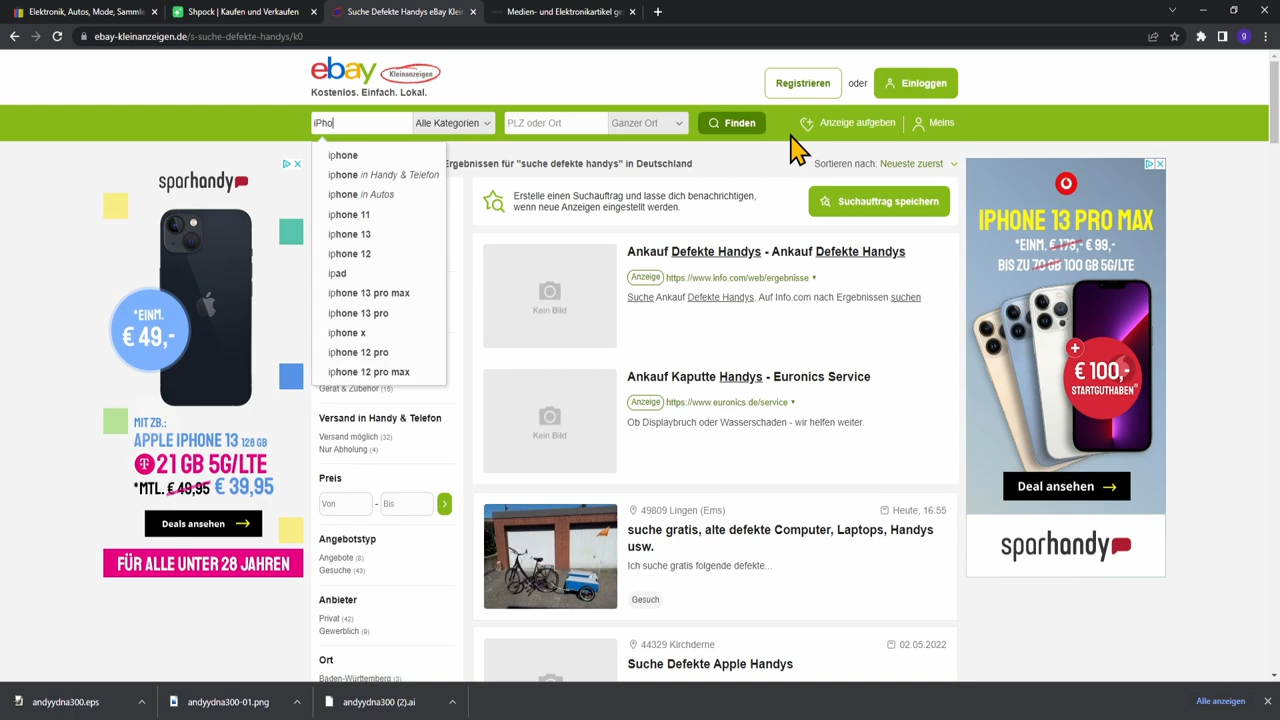 Elektronik, Autos, Mode, Sammle
Shpock | Kaufen und Verkaufen
Suche Defekte Handys eBay Klei
Medien- und Elektronikartikel ge
ebay-kleinanzeigen.de/s-suche-defekte-handys/k0
ebay Kleinanzeigen
Kostenlos. Einfach. Lokal.
Registrieren oder Einloggen
iPho Alle Kategorien PLZ oder Ort Ganzer Ort Finden Anzeige aufgeben Meins
iphone
iphone in Handy & Telefon
iphone in Autos
iphone 11
iphone 13
iphone 12
ipad
iphone 13 pro max
iphone 13 pro
iphone x
iphone 12 pro
iphone 12 pro max
Gerät & Zubehör (15)
Versand in Handy & Telefon
Versand möglich (32)
Nur Abholung (4)
Preis
Von - Bis
Angebotstyp
Angebote (8)
Gesuche (43)
Anbieter
Privat (42)
Gewerblich (9)
Ort
Baden-Württemberg (3)
Ergebnissen für "suche defekte handys" in Deutschland
Sortieren nach: Neueste zuerst
Erstelle einen Suchauftrag und lasse dich benachrichtigen,
wenn neue Anzeigen eingestellt werden.
Suchauftrag speichern
Kein Bild
Ankauf Defekte Handys - Ankauf Defekte Handys
Anzeige https://www.info.com/web/ergebnisse
Suche Ankauf Defekte Handys. Auf Info.com nach Ergebnissen suchen
Kein Bild
Ankauf Kaputte Handys - Euronics Service
Anzeige https://www.euronics.de/service
Ob Displaybruch oder Wasserschaden - wir helfen weiter.
49809 Lingen (Ems) Heute, 16:55
suche gratis, alte defekte Computer, Laptops, Handys
usw.
Ich suche gratis folgende defekte...
Gesuch
44329 Kirchderne 02.05.2022
Suche Defekte Apple Handys
sparhandy
*EINM.
€ 49,-
MIT ZB.:
APPLE IPHONE 13 128 GB
21 GB 5G/LTE
*MTL. € 49,95 € 39,95
Deals ansehen
FÜR ALLE UNTER 28 JAHREN
IPHONE 13 PRO MAX
*EINM. € 179,- € 99,-
BIS ZU 70 GB 100 GB 5G/LTE
€ 100,-
STARTGUTHABEN*
Deal ansehen
sparhandy
andyydna300.eps
andyydna300-01.png
andyydna300 (2).ai
Alle anzeigen